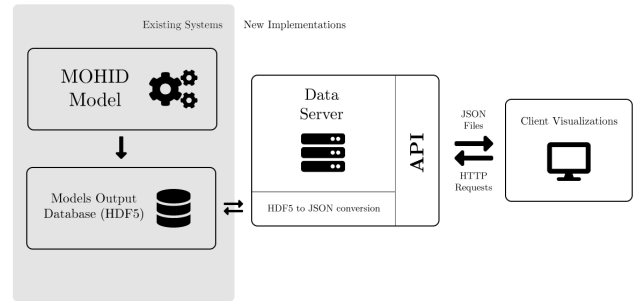 Existing Systems
New Implementations
MOHID
Model
Models Output
Database (HDF5)
Data
Server
HDF5 to JSON conversion
API
JSON
Files
HTTP
Requests
Client Visualizations